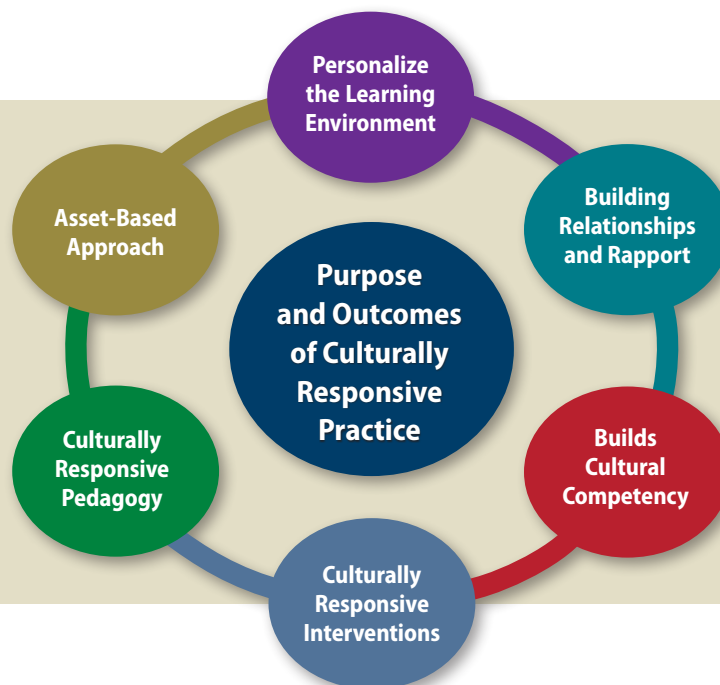 Personalize
the Learning
Environment
Building
Relationships
and Rapport
Builds
Cultural
Competency
Culturally
Responsive
Interventions
Culturally
Responsive
Pedagogy
Asset-Based
Approach
Purpose
and Outcomes
of Culturally
Responsive
Practice